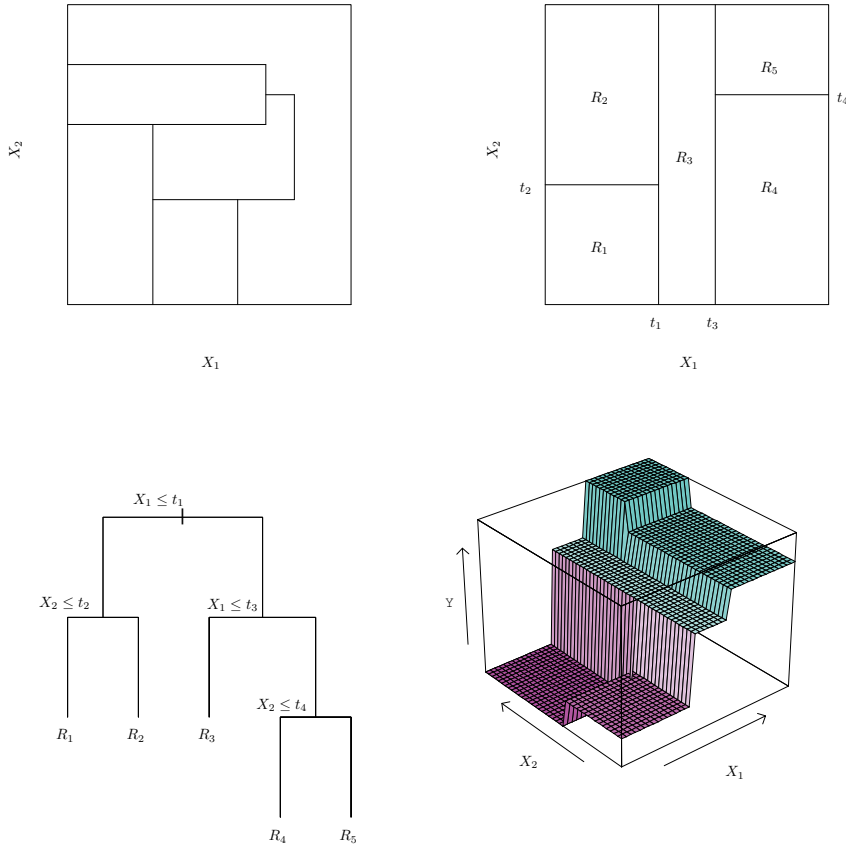 X₂
X₁
R₅
R₂
t₄
X₂
R₃
t₂
R₄
R₁
t₁
t₃
X₁
X₁ ≤ t₁
X₂ ≤ t₂
X₁ ≤ t₃
X₂ ≤ t₄
R₁
R₂
R₃
R₄
R₅
Y
X₂
X₁